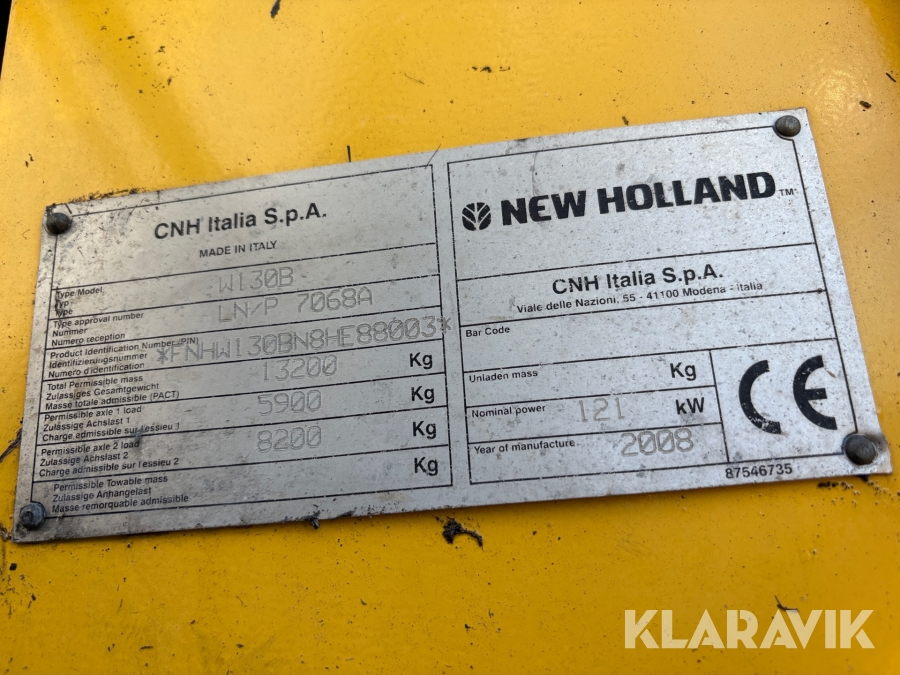 CNH Italia S.p.A.
MADE IN ITALY
Type Model
Typ
Type
W130B
Type approval number
Nummer
Numero reception
LN/P 7068A
Product Identification Number (PIN)
Identifizierungsnummer
Numero d'identification
*FNHW130BN8HE88003*
Total Permissible mass
Zulassiges Gesamtgewicht
Masse totale admissible (PACT)
13200 Kg
Permissible axle 1 load
Zulässige Achslast 1
Charge admissible sur l'essieu 1
5900 Kg
Permissible axle 2 load
Zulässige Achslast 2
Charge admissible sur l'essieu 2
8200 Kg
Permissible Towable mass
Zulässige Anhangelast
Masse remorquable admissible
Kg
NEW HOLLAND TM
CNH Italia S.p.A.
Viale delle Nazioni, 55 - 41100 Modena - Italia
Bar Code
Unladen mass Kg
Nominal power 121 kW
Year of manufacture 2008
CE
87546735
KLARAVIK